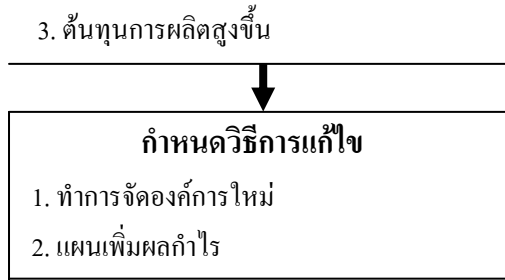 3. ต้นทุนการผลิตสูงขึ้น
กำหนดวิธีการแก้ไข
1. ทำการจัดองค์การใหม่
2. แผนเพิ่มผลกำไร